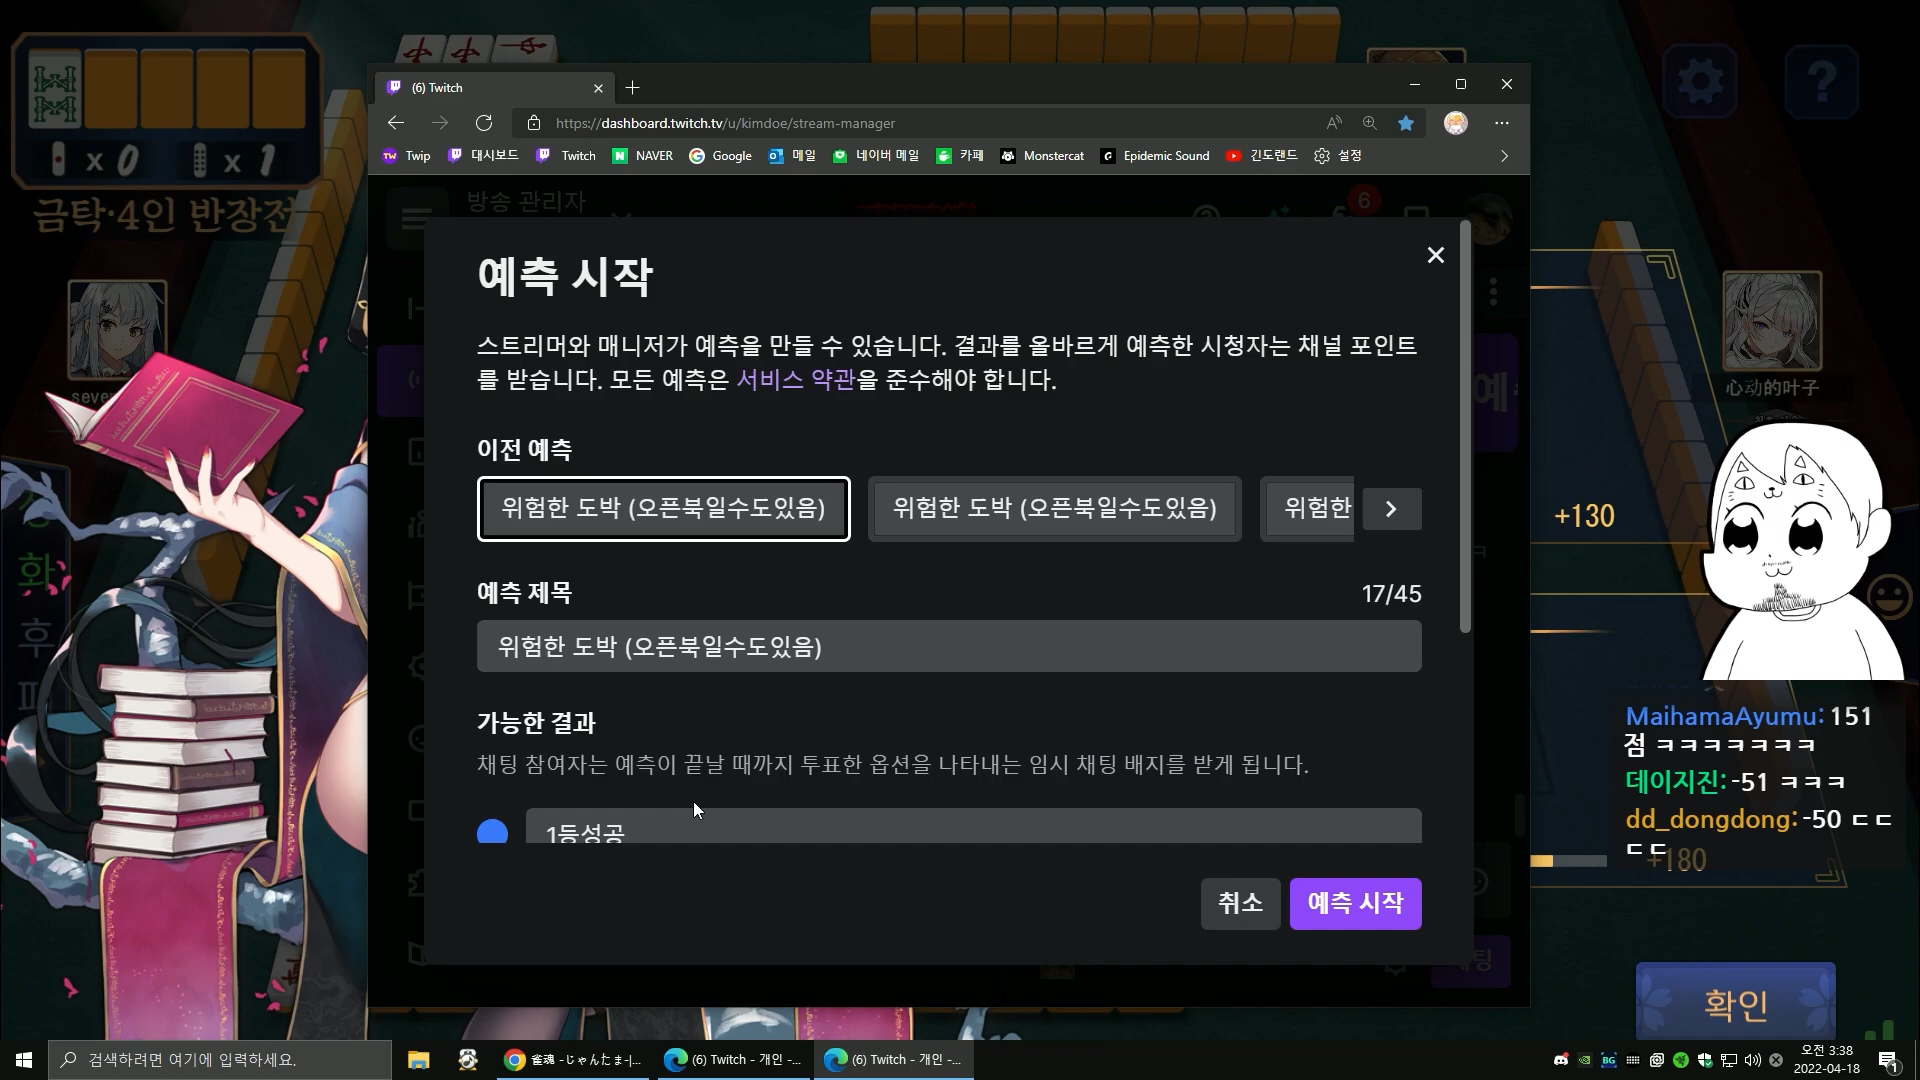 x 0
x 1
금탁·4인 반장전
(6) Twitch
https://dashboard.twitch.tv/u/kimdoe/stream-manager
Twip 대시보드 Twitch NAVER Google 메일 네이버 메일 카페 Monstercat Epidemic Sound 긴도랜드 설정
방송 관리자
6
예측 시작
스트리머와 매니저가 예측을 만들 수 있습니다. 결과를 올바르게 예측한 시청자는 채널 포인트
를 받습니다. 모든 예측은 서비스 약관을 준수해야 합니다.
이전 예측
위험한 도박 (오픈북일수도있음)
위험한 도박 (오픈북일수도있음)
위험한
예측 제목
17/45
위험한 도박 (오픈북일수도있음)
가능한 결과
채팅 참여자는 예측이 끝날 때까지 투표한 옵션을 나타내는 임시 채팅 배지를 받게 됩니다.
1등성공
취소
예측 시작
seve
心动的叶子
+130
MaihamaAyumu: 151
점 ㅋㅋㅋㅋㅋㅋㅋ
데이지진: -51 ㅋㅋㅋ
dd_dongdong: -50 ㄷㄷ
ㄷㄷ
+180
확인
검색하려면 여기에 입력하세요.
雀魂 -じゃんたま-|...
(6) Twitch - 개인 -...
(6) Twitch - 개인 -...
오전 3:38
2022-04-18
1